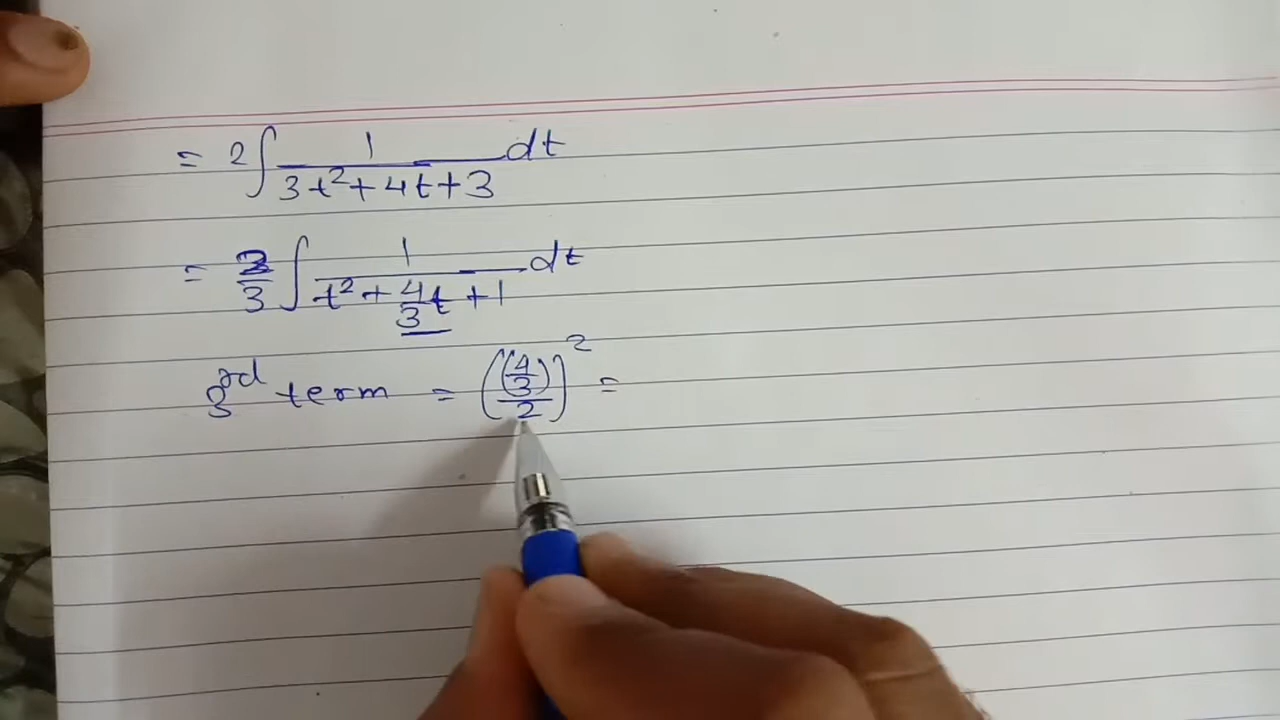 = 2∫ 1/(3t²+4t+3) dt
= 2/3 ∫ 1/(t² + 4/3 t + 1) dt
3rd term = ((4/3)/2)² =